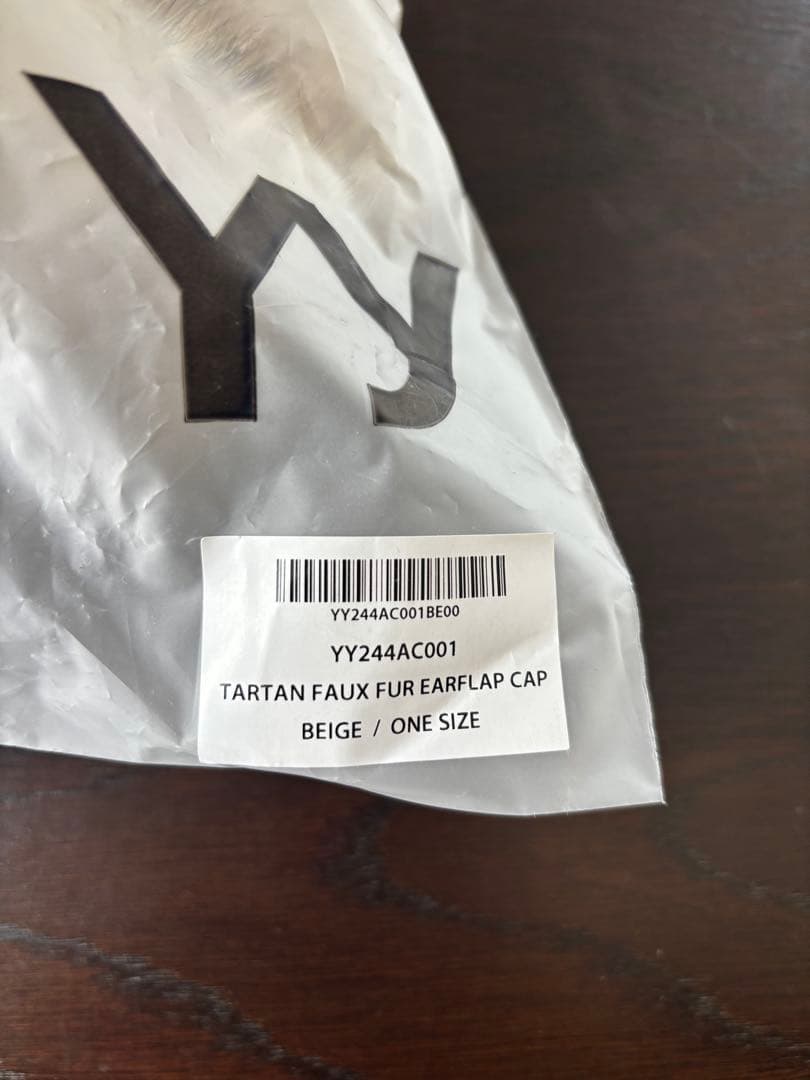 Yy
YY244AC001BE00
YY244AC001
TARTAN FAUX FUR EARFLAP CAP
BEIGE / ONE SIZE